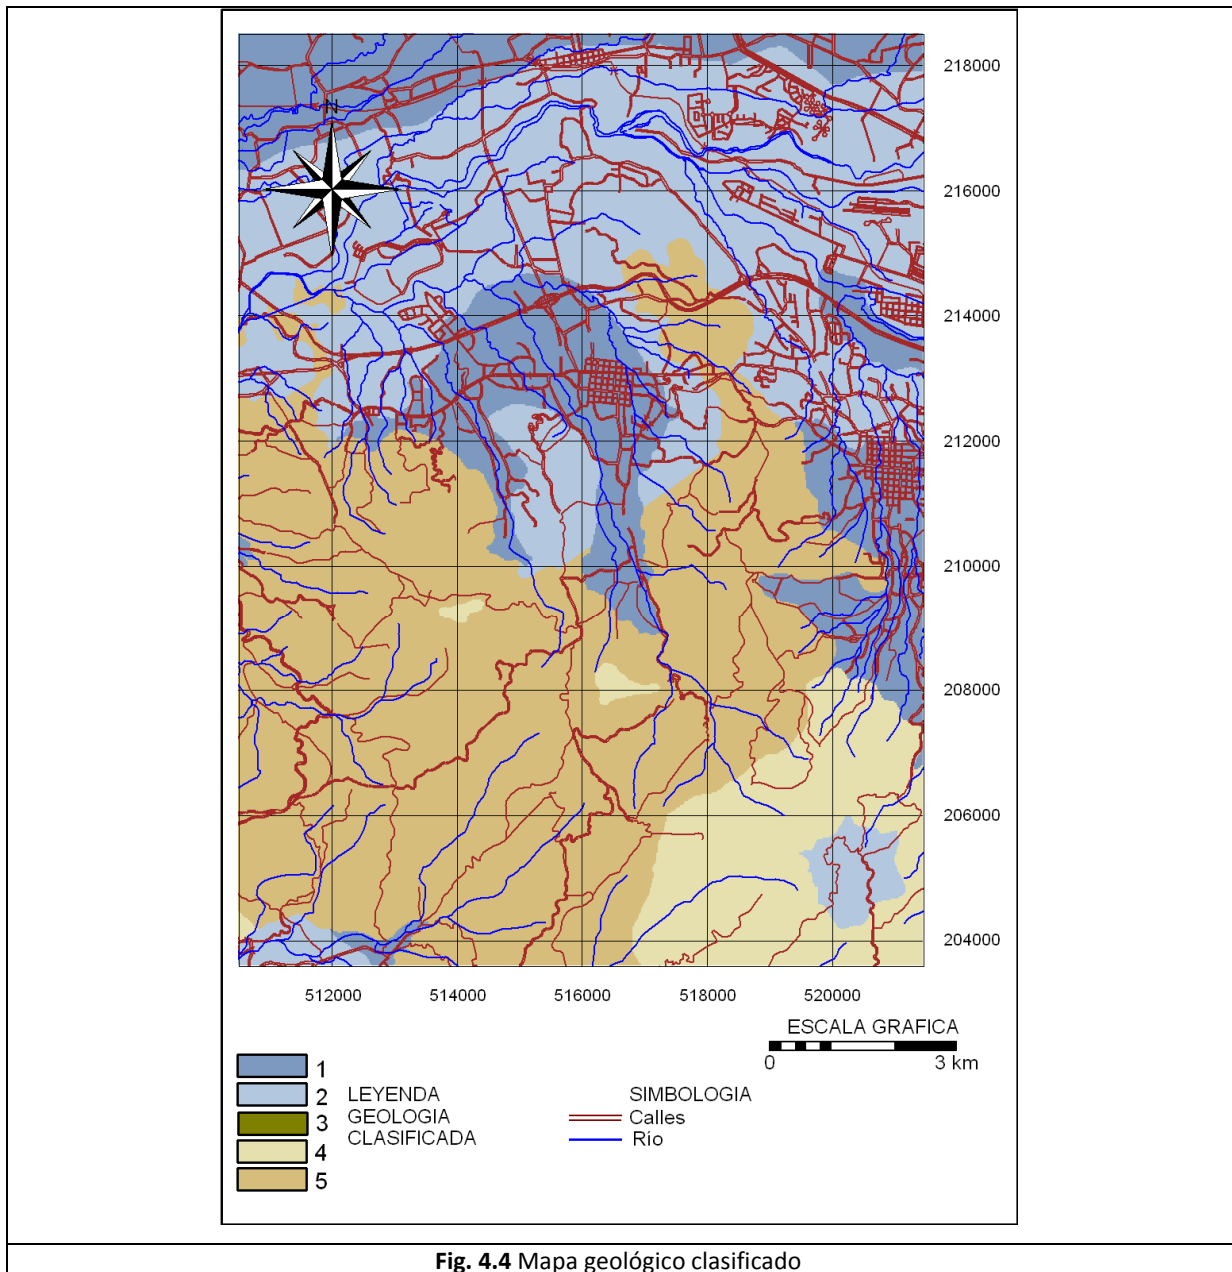 N
218000
216000
214000
212000
210000
208000
206000
204000
512000 514000 516000 518000 520000
ESCALA GRAFICA
0 3 km
1
2
3
4
5
LEYENDA
GEOLOGIA
CLASIFICADA
SIMBOLOGIA
Calles
Río
Fig. 4.4 Mapa geológico clasificado